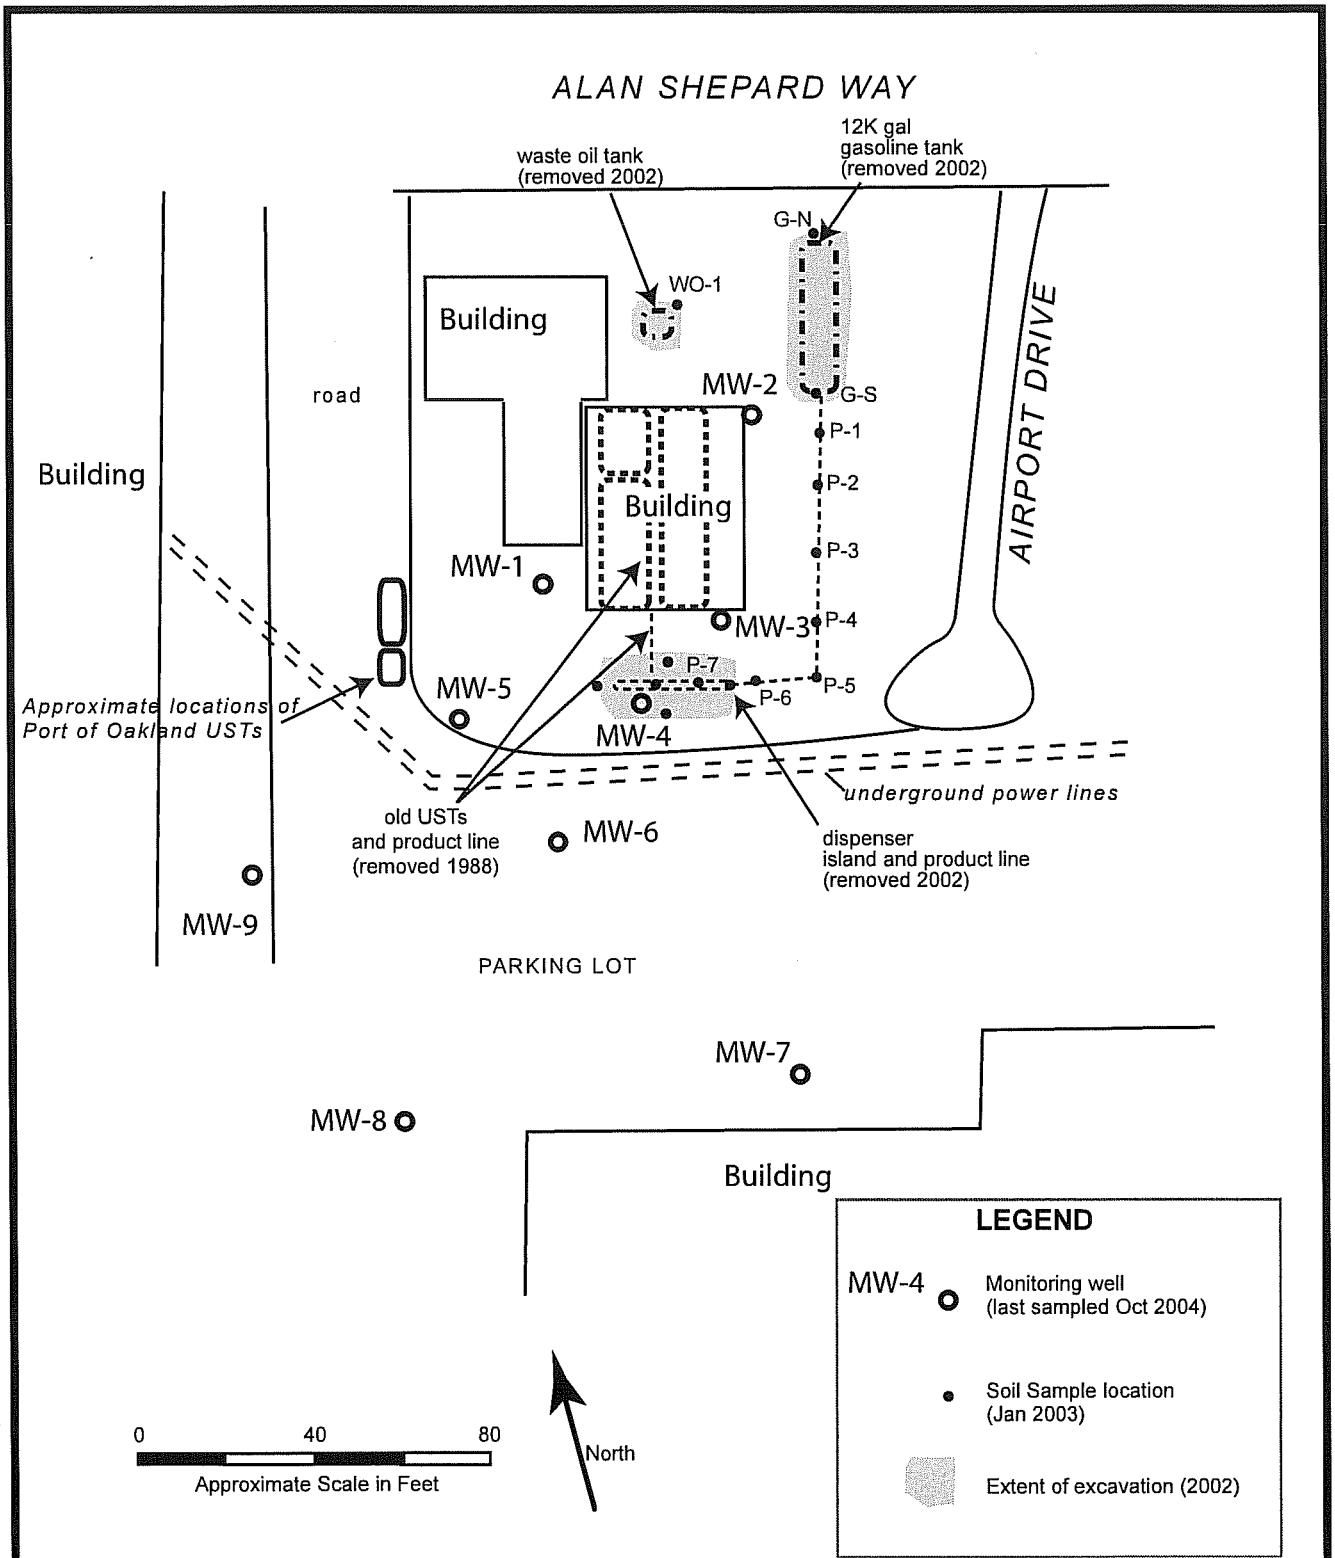 ALAN SHEPARD WAY
12K gal
gasoline tank
(removed 2002)
waste oil tank
(removed 2002)
G-N
WO-1
Building
AIRPORT DRIVE
MW-2
G-S
road
P-1
Building
P-2
Building
P-3
MW-1
MW-3
P-4
P-7
P-5
P-6
MW-5
Approximate locations of
Port of Oakland USTs
MW-4
underground power lines
old USTs
and product line
(removed 1988)
MW-6
dispenser
island and product line
(removed 2002)
MW-9
PARKING LOT
MW-7
MW-8
Building
LEGEND
MW-4
Monitoring well
(last sampled Oct 2004)
Soil Sample location
(Jan 2003)
Extent of excavation (2002)
0 40 80
Approximate Scale in Feet
North